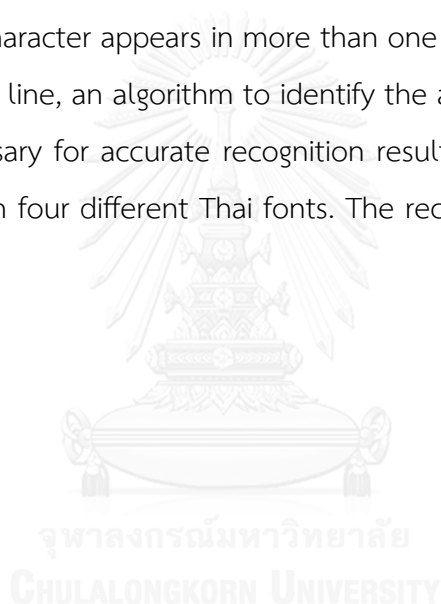 haracter appears in more than one
line, an algorithm to identify the a
sary for accurate recognition result
n four different Thai fonts. The rec
จุฬาลงกรณ์มหาวิทยาลัย
CHULALONGKORN UNIVERSITY